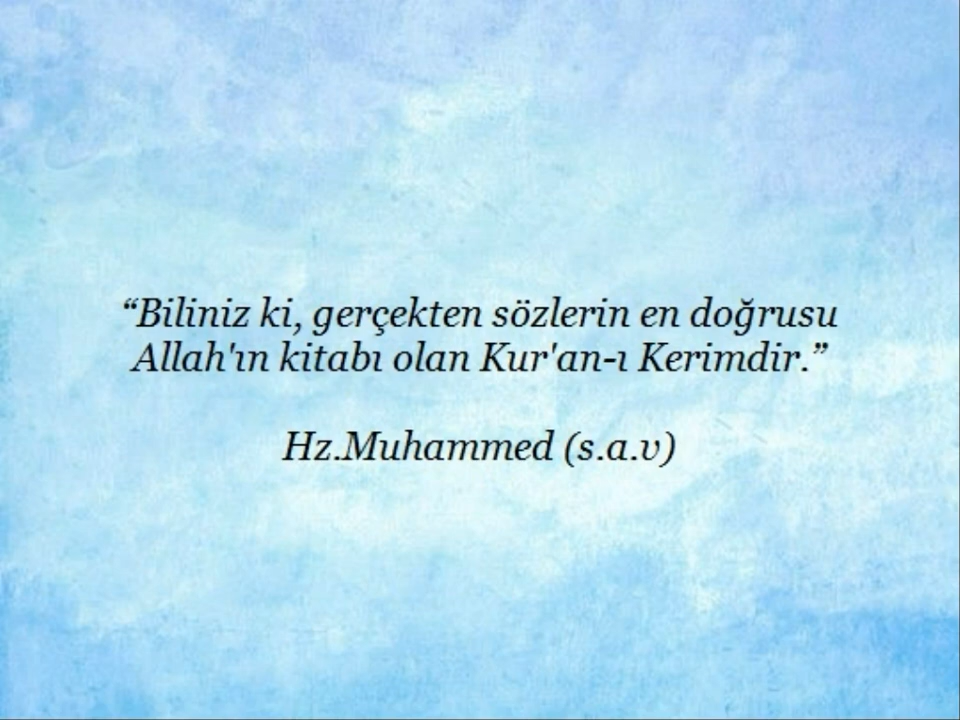 “Biliniz ki, gerçekten sözlerin en doğrusu
Allah'ın kitabı olan Kur'an-ı Kerimdir.”
Hz.Muhammed (s.a.v)